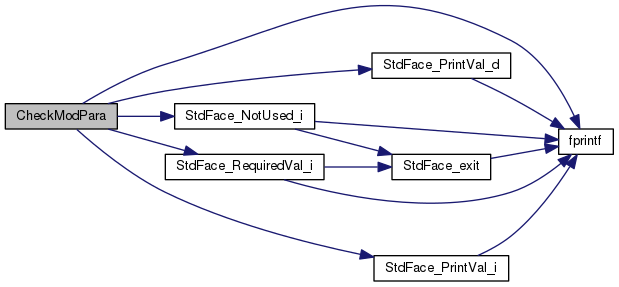 CheckModPara
StdFace_PrintVal_d
StdFace_NotUsed_i
fprintf
StdFace_RequiredVal_i
StdFace_exit
StdFace_PrintVal_i